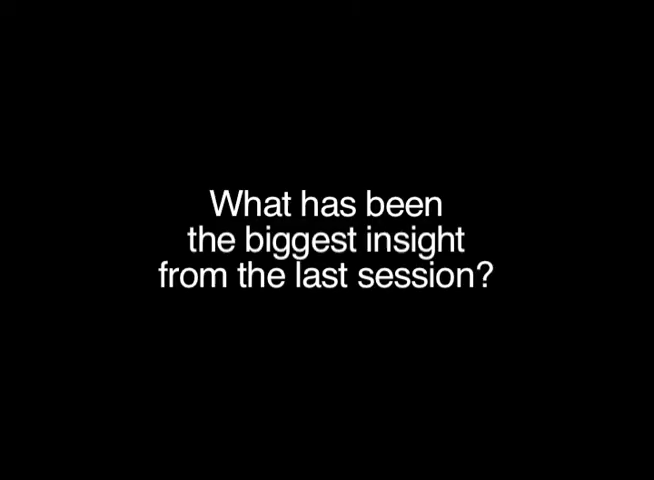 What has been
the biggest insight
from the last session?